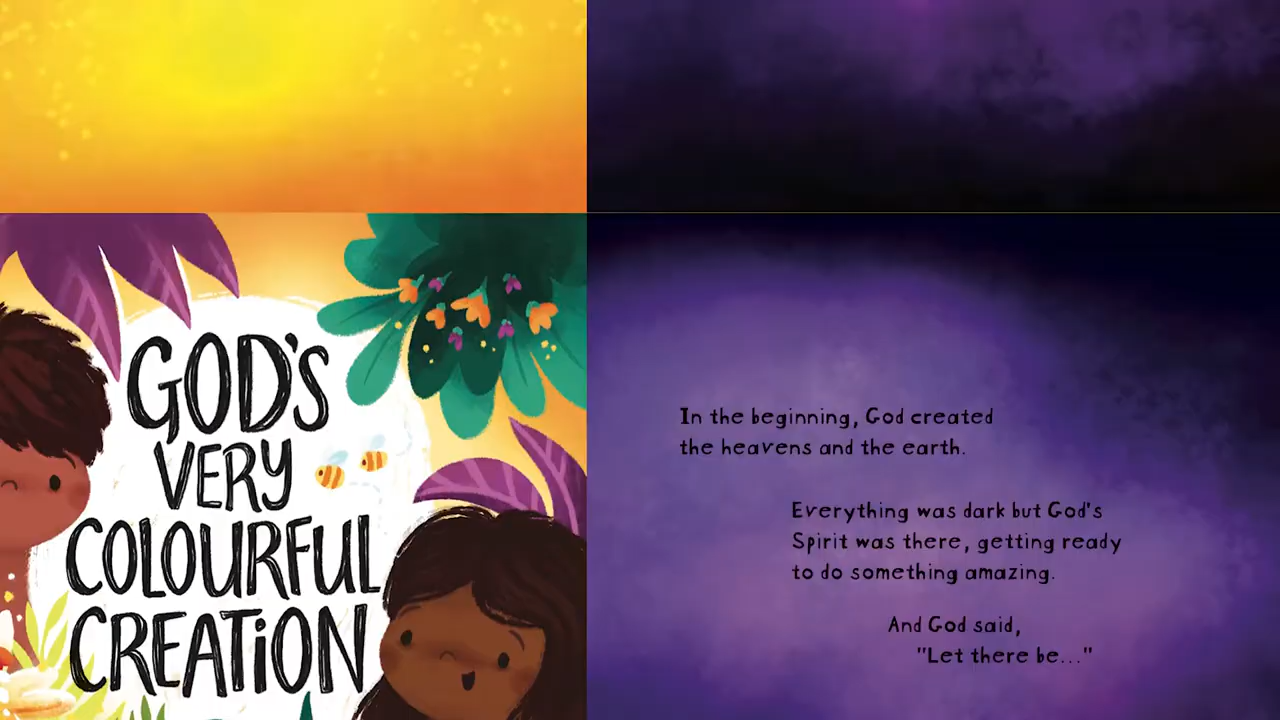 GOD'S
VERY
COLOURFUL
CREATiON
In the beginning, God created
the heavens and the earth.
Everything was dark but God's
Spirit was there, getting ready
to do something amazing.
And God said,
"Let there be..."